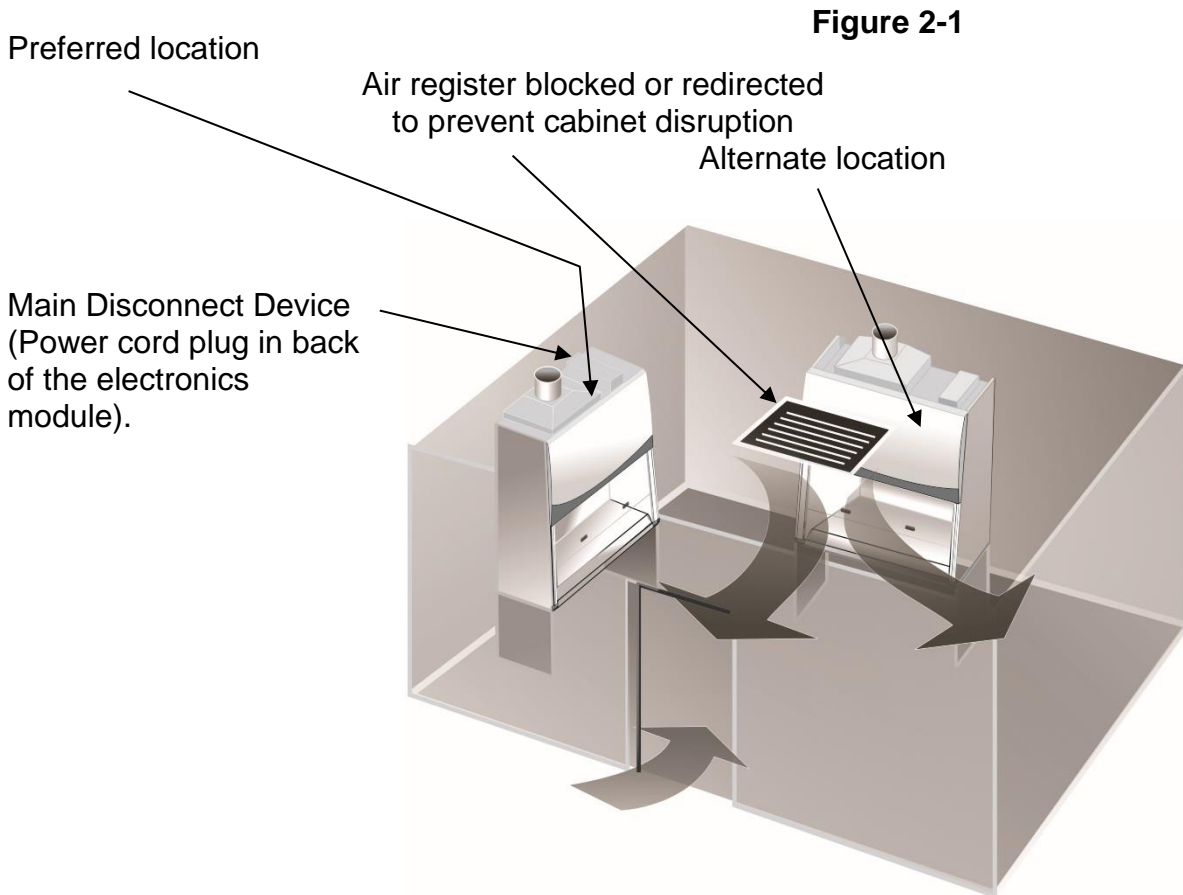 Figure 2-1
Preferred location
Air register blocked or redirected
to prevent cabinet disruption
Alternate location
Main Disconnect Device
(Power cord plug in back
of the electronics
module).